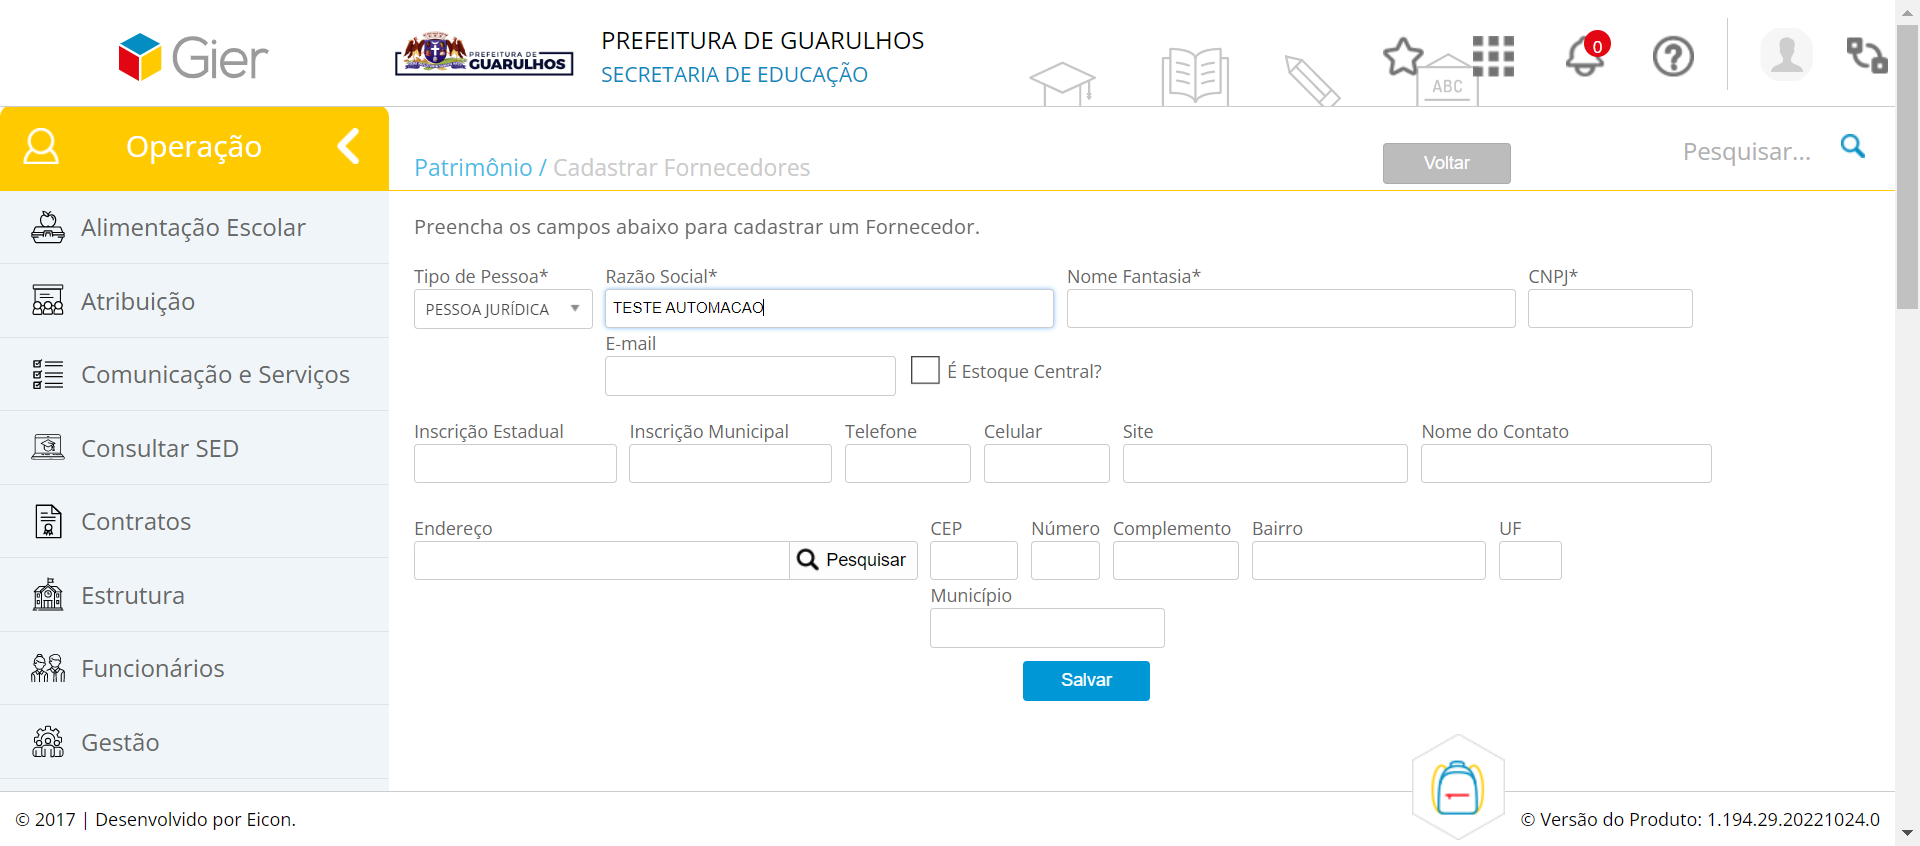 Gier
PREFEITURA DE
GUARULHOS
PREFEITURA DE GUARULHOS
SECRETARIA DE EDUCAÇÃO
ABC
0
Operação
Patrimônio / Cadastrar Fornecedores
Voltar
Pesquisar...
Alimentação Escolar
Atribuição
Comunicação e Serviços
Consultar SED
Contratos
Estrutura
Funcionários
Gestão
Preencha os campos abaixo para cadastrar um Fornecedor.
Tipo de Pessoa* Razão Social* Nome Fantasia* CNPJ*
PESSOA JURÍDICA TESTE AUTOMACAO
E-mail
É Estoque Central?
Inscrição Estadual Inscrição Municipal Telefone Celular Site Nome do Contato
Endereço CEP Número Complemento Bairro UF
Pesquisar
Município
Salvar
© 2017 | Desenvolvido por Eicon.
© Versão do Produto: 1.194.29.20221024.0